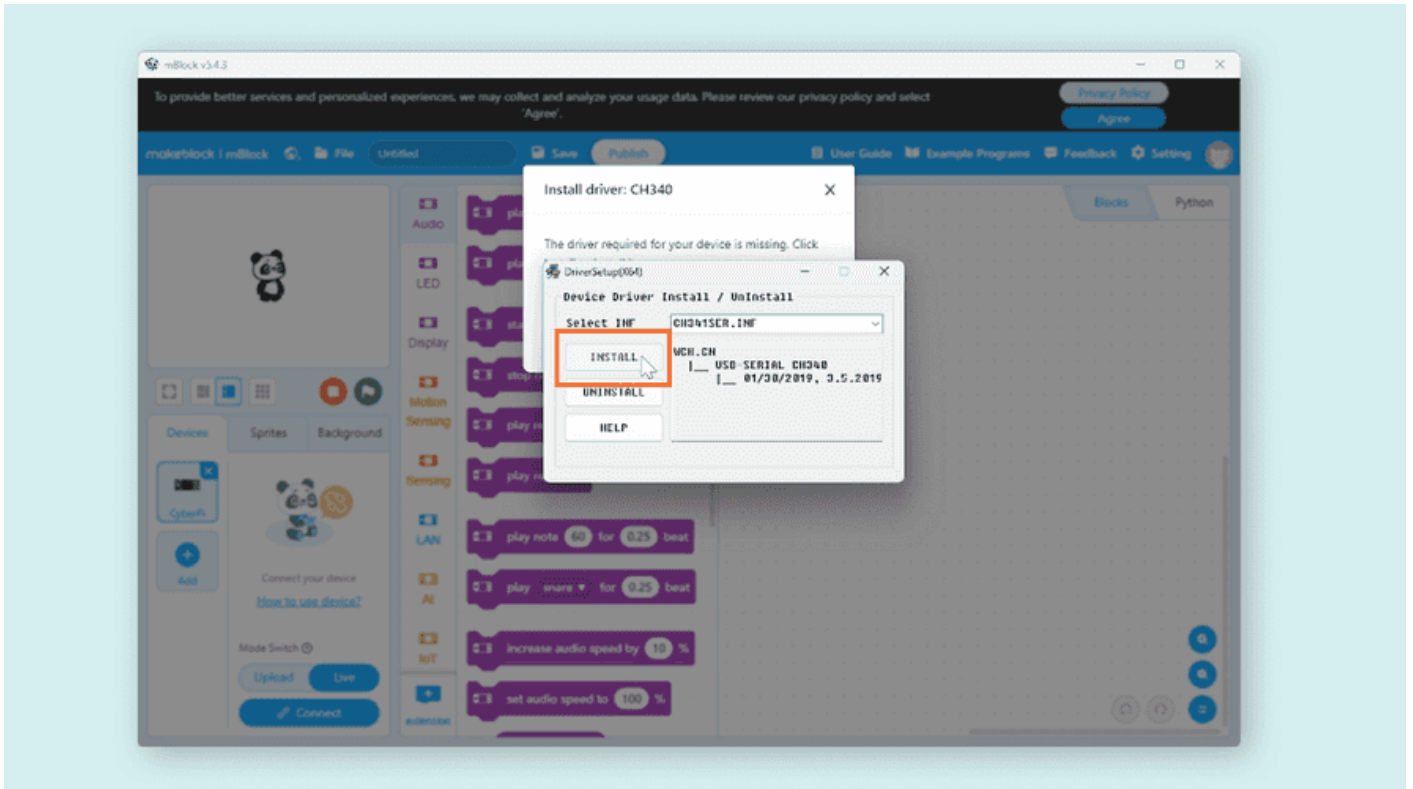 mBlock v5.4.3
To provide better services and personalized experiences, we may collect and analyze your usage data. Please review our privacy policy and select
'Agree'.
Privacy Policy
Agree
makeblock | mBlock
File
Untitled
Save
Publish
User Guide
Example Programs
Feedback
Setting
Install driver: CH340
The driver required for your device is missing. Click
DriverSetup(X64)
Device Driver Install / UnInstall
Select INF
CH341SER.INF
INSTALL
UNINSTALL
HELP
WCH.CN
|__ USB-SERIAL CH340
|__ 01/30/2019, 3.5.2019
Blocks
Python
Audio
LED
Display
Motion
Sensing
Sensing
LAN
AI
IoT
extension
play
play note 60 for 0.25 beat
play snare for 0.25 beat
increase audio speed by 10 %
set audio speed to 100 %
Devices
Sprites
Background
CyberPi
Add
Connect your device
How to use device?
Mode Switch
Upload
Live
Connect